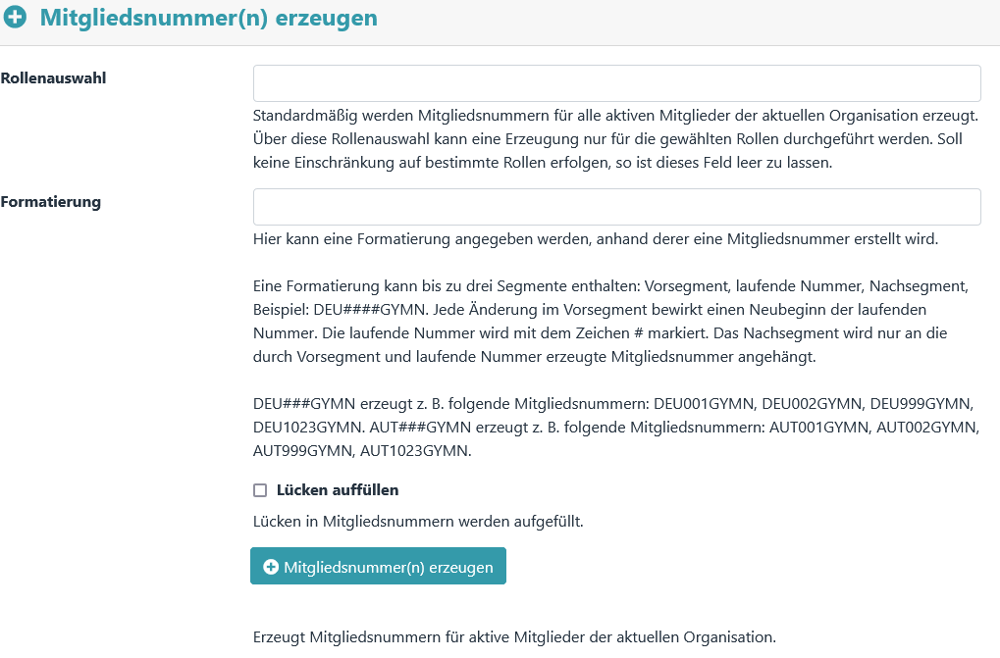 Mitgliedsnummer(n) erzeugen
Rollenauswahl
Standardmäßig werden Mitgliedsnummern für alle aktiven Mitglieder der aktuellen Organisation erzeugt.
Über diese Rollenauswahl kann eine Erzeugung nur für die gewählten Rollen durchgeführt werden. Soll
keine Einschränkung auf bestimmte Rollen erfolgen, so ist dieses Feld leer zu lassen.
Formatierung
Hier kann eine Formatierung angegeben werden, anhand derer eine Mitgliedsnummer erstellt wird.
Eine Formatierung kann bis zu drei Segmente enthalten: Vorsegment, laufende Nummer, Nachsegment,
Beispiel: DEU####GYMN. Jede Änderung im Vorsegment bewirkt einen Neubeginn der laufenden
Nummer. Die laufende Nummer wird mit dem Zeichen # markiert. Das Nachsegment wird nur an die
durch Vorsegment und laufende Nummer erzeugte Mitgliedsnummer angehängt.
DEU###GYMN erzeugt z. B. folgende Mitgliedsnummern: DEU001GYMN, DEU002GYMN, DEU999GYMN,
DEU1023GYMN. AUT###GYMN erzeugt z. B. folgende Mitgliedsnummern: AUT001GYMN, AUT002GYMN,
AUT999GYMN, AUT1023GYMN.
Lücken auffüllen
Lücken in Mitgliedsnummern werden aufgefüllt.
Mitgliedsnummer(n) erzeugen
Erzeugt Mitgliedsnummern für aktive Mitglieder der aktuellen Organisation.